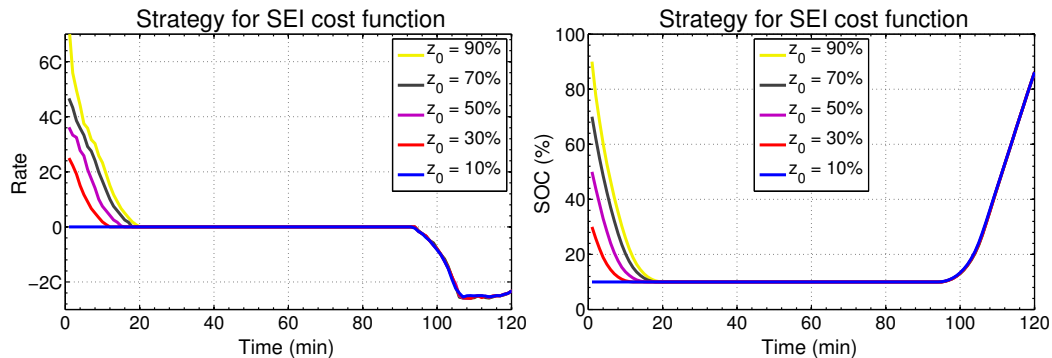 Strategy for SEI cost function
6C
4C
2C
0
−2C
Rate
0 20 40 60 80 100 120
Time (min)
z0 = 90%
z0 = 70%
z0 = 50%
z0 = 30%
z0 = 10%
Strategy for SEI cost function
100
80
60
40
20
0
SOC (%)
0 20 40 60 80 100 120
Time (min)
z0 = 90%
z0 = 70%
z0 = 50%
z0 = 30%
z0 = 10%